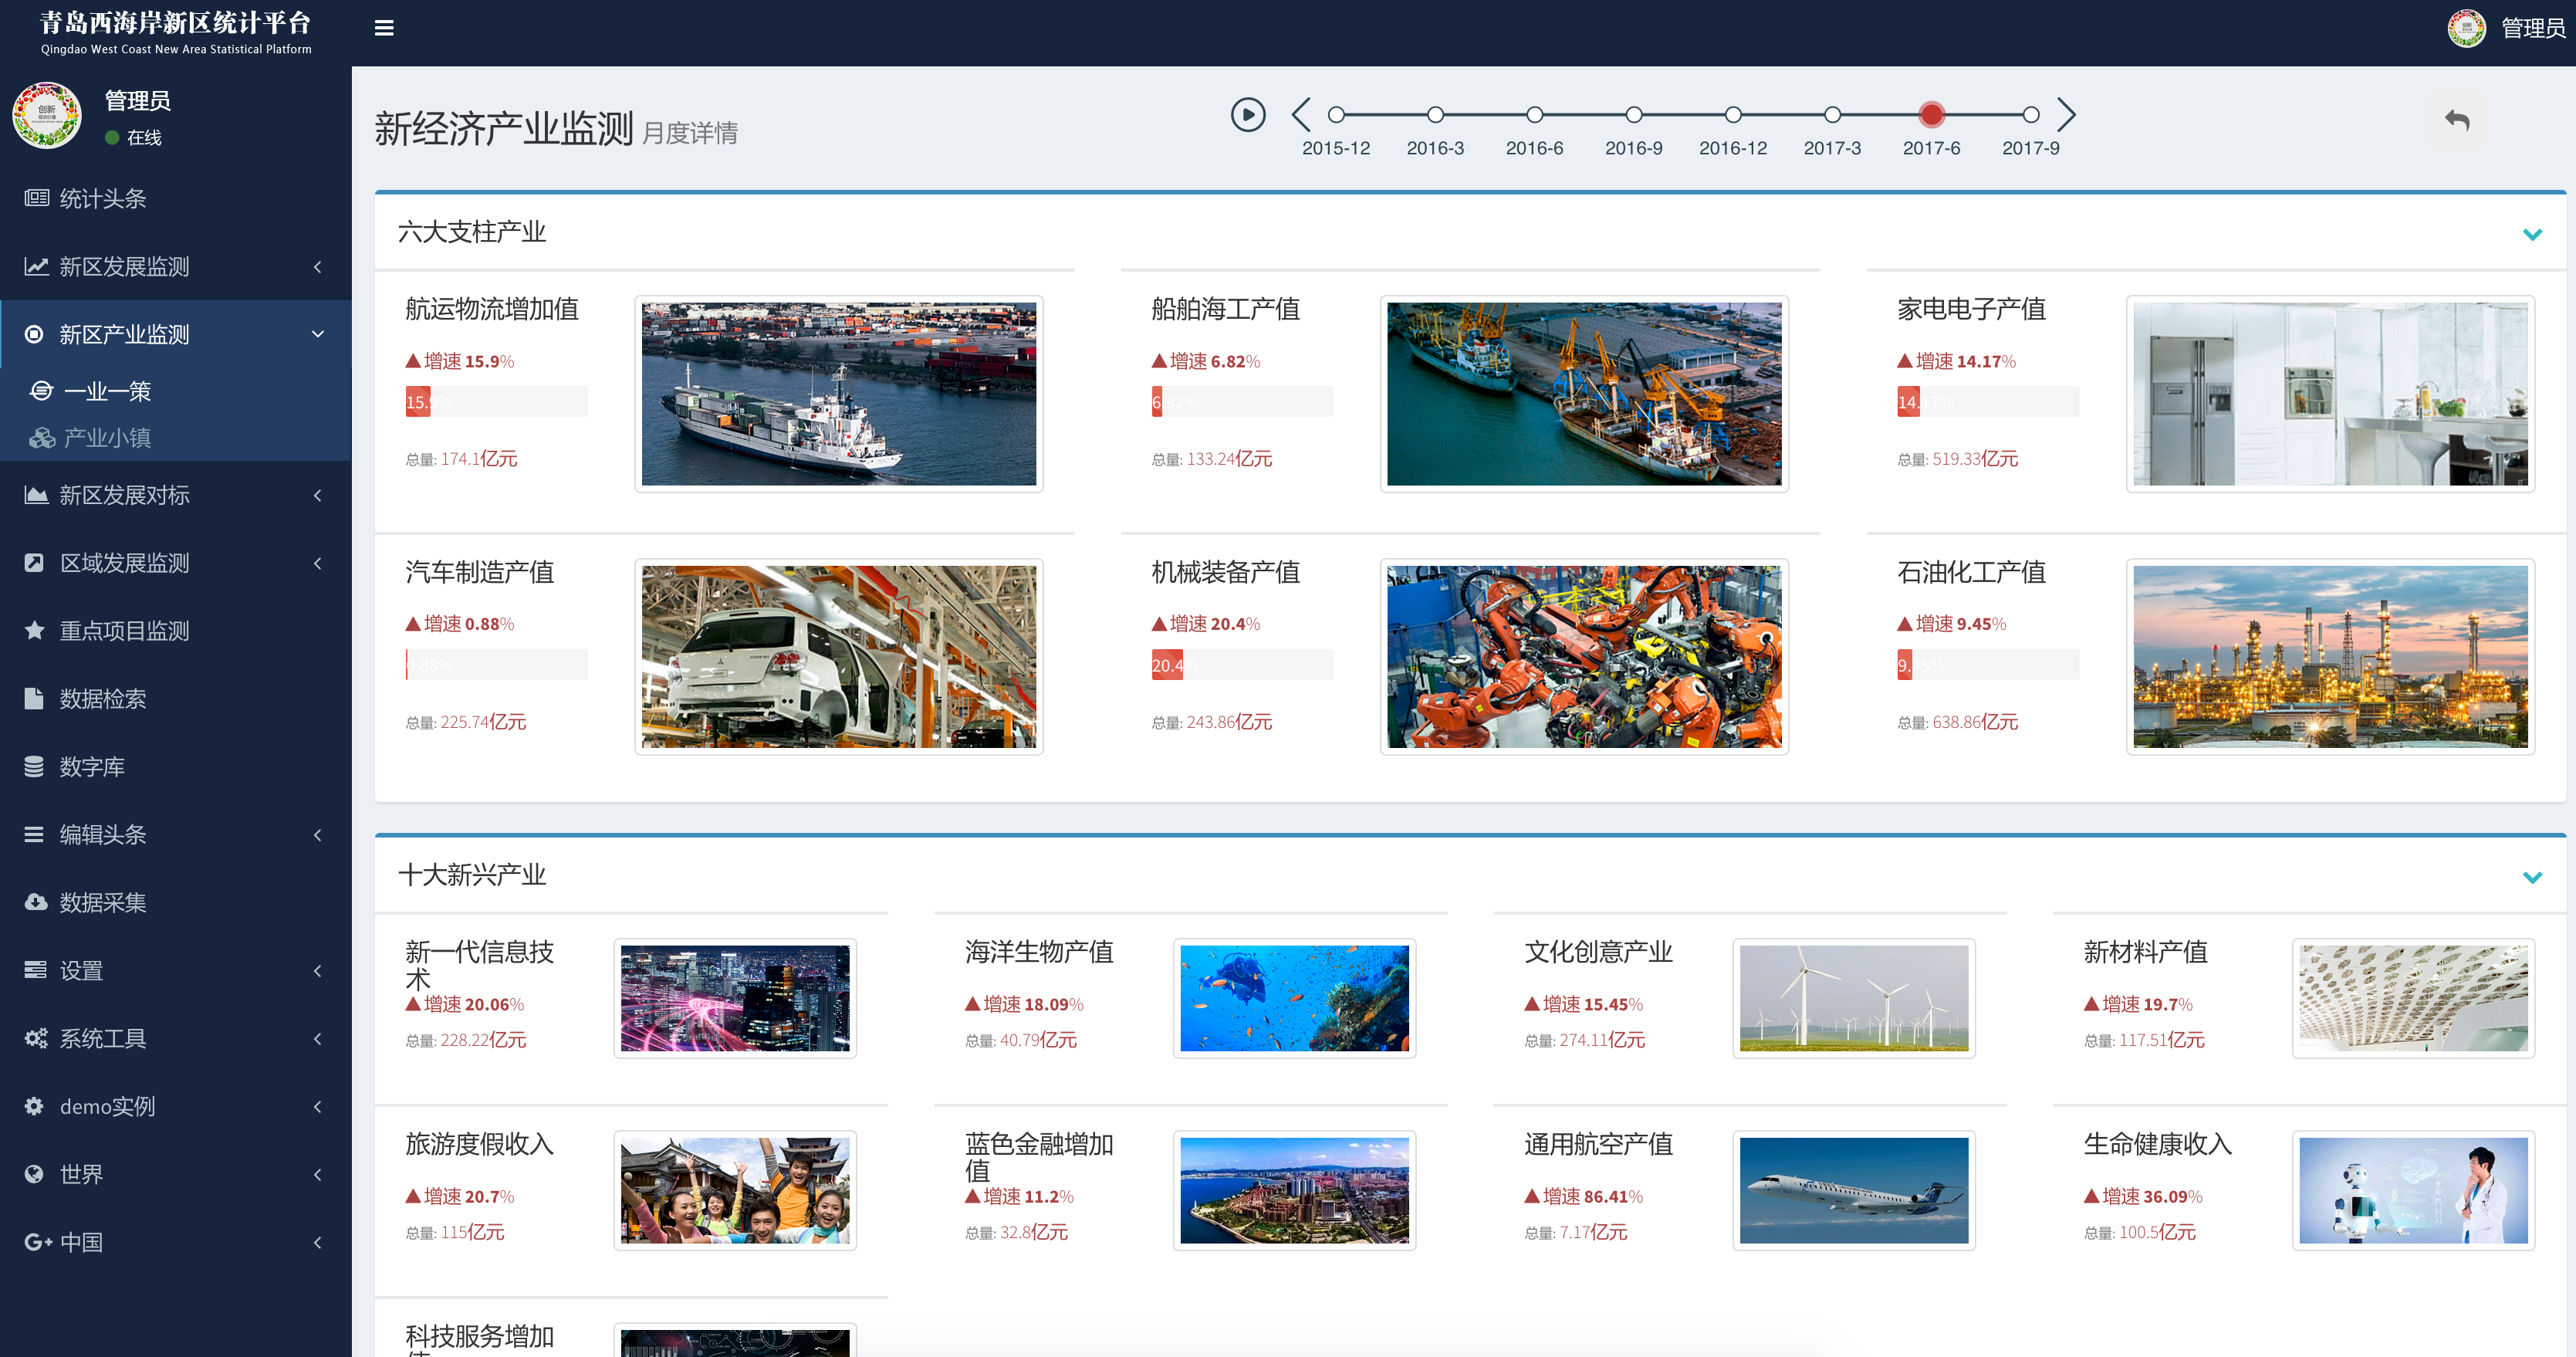 青岛西海岸新区统计平台
Qingdao West Coast New Area Statistical Platform
管理员
管理员
在线
统计头条
新区发展监测
新区产业监测
一业一策
产业小镇
新区发展对标
区域发展监测
重点项目监测
数据检索
数字库
编辑头条
数据采集
设置
系统工具
demo实例
世界
中国
新经济产业监测 月度详情
2015-12 2016-3 2016-6 2016-9 2016-12 2017-3 2017-6 2017-9
六大支柱产业
航运物流增加值
增速 15.9%
15.9%
总量: 174.1亿元
船舶海工产值
增速 6.82%
6.82%
总量: 133.24亿元
家电电子产值
增速 14.17%
14.17%
总量: 519.33亿元
汽车制造产值
增速 0.88%
0.88%
总量: 225.74亿元
机械装备产值
增速 20.4%
20.4%
总量: 243.86亿元
石油化工产值
增速 9.45%
9.45%
总量: 638.86亿元
十大新兴产业
新一代信息技
术
增速 20.06%
总量: 228.22亿元
海洋生物产值
增速 18.09%
总量: 40.79亿元
文化创意产业
增速 15.45%
总量: 274.11亿元
新材料产值
增速 19.7%
总量: 117.51亿元
旅游度假收入
增速 20.7%
总量: 115亿元
蓝色金融增加
值
增速 11.2%
总量: 32.8亿元
通用航空产值
增速 86.41%
总量: 7.17亿元
生命健康收入
增速 36.09%
总量: 100.5亿元
科技服务增加